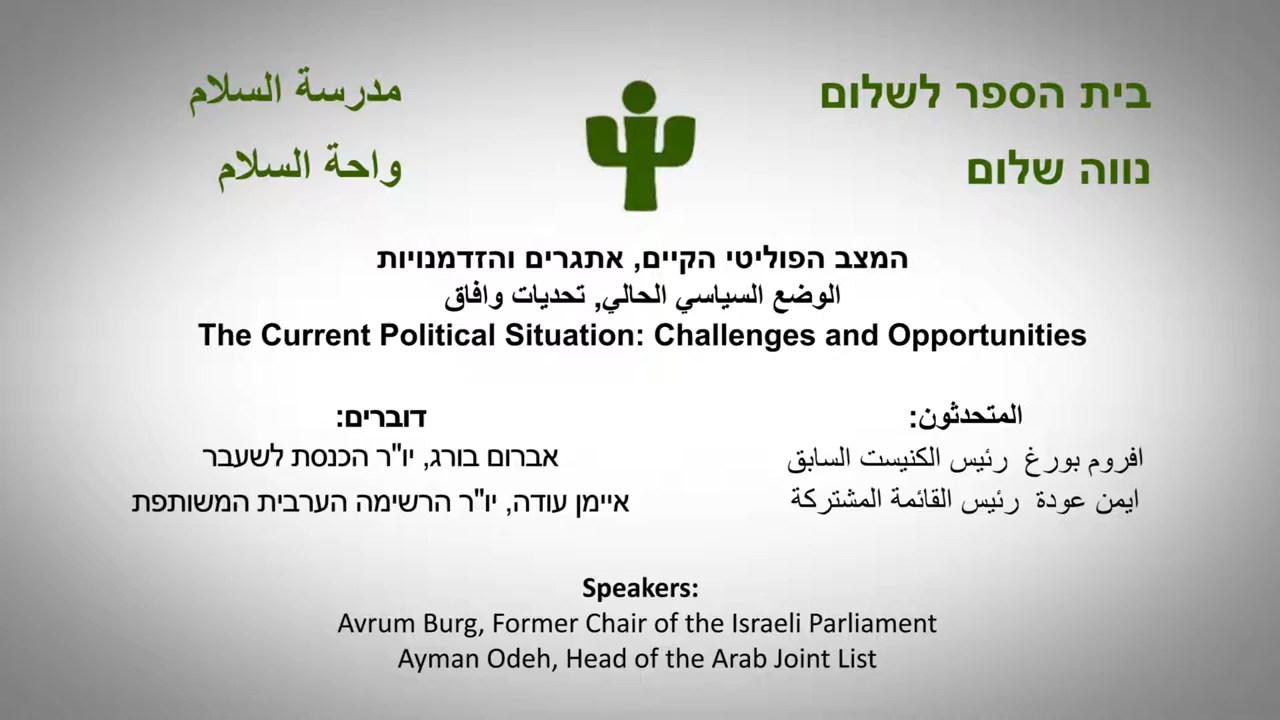 בית הספר לשלום
נווה שלום
مدرسة السلام
واحة السلام
המצב הפוליטי הקיים, אתגרים והזדמנויות
الوضع السياسي الحالي, تحديات وافاق
The Current Political Situation: Challenges and Opportunities
المتحدثون:
افروم بورغ رئيس الكنيست السابق
ايمن عودة رئيس القائمة المشتركة
דוברים:
אברום בורג, יו"ר הכנסת לשעבר
איימן עודה, יו"ר הרשימה הערבית המשותפת
Speakers:
Avrum Burg, Former Chair of the Israeli Parliament
Ayman Odeh, Head of the Arab Joint List